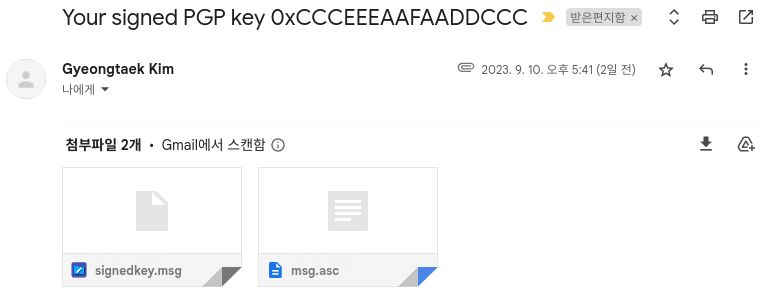 Your signed PGP key 0xCCCEEEAAFAADDCCC 받은편지함 ×
Gyeongtaek Kim 2023. 9. 10. 오후 5:41 (2일 전)
나에게
첨부파일 2개 • Gmail에서 스캔함
signedkey.msg msg.asc